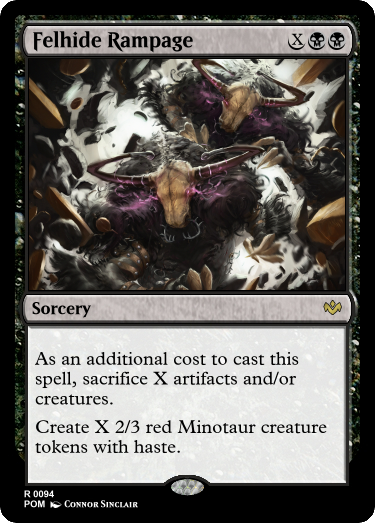 Felhide Rampage X
Sorcery
As an additional cost to cast this
spell, sacrifice X artifacts and/or
creatures.
Create X 2/3 red Minotaur creature
tokens with haste.
R 0094
POM Connor Sinclair